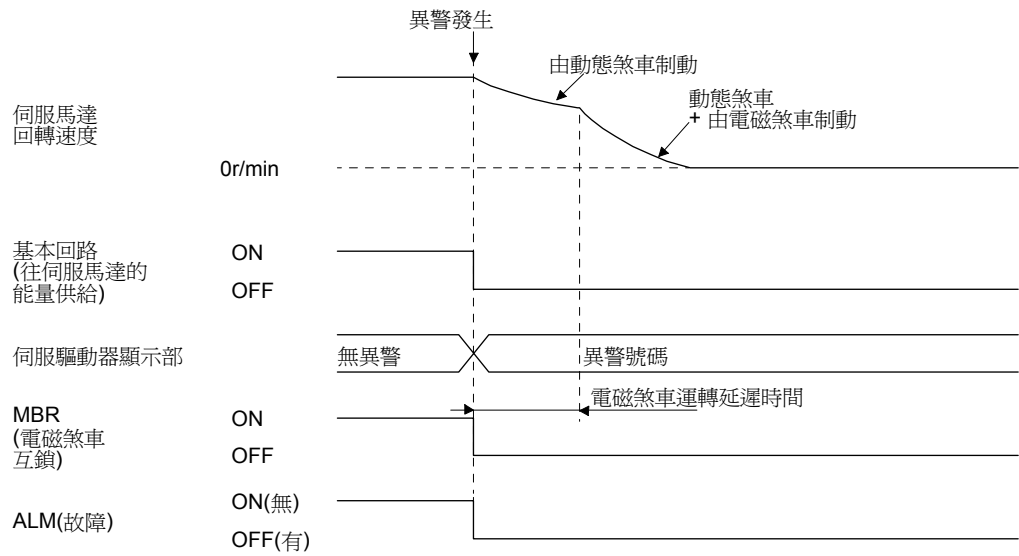 異警發生
由動態煞車制動
動態煞車
+ 由電磁煞車制動
伺服馬達
回轉速度
0r/min
基本回路
(往伺服馬達的
能量供給)
ON
OFF
伺服驅動器顯示部
無異警
異警號碼
電磁煞車運轉延遲時間
MBR
(電磁煞車
互鎖)
ON
OFF
ALM(故障)
ON(無)
OFF(有)